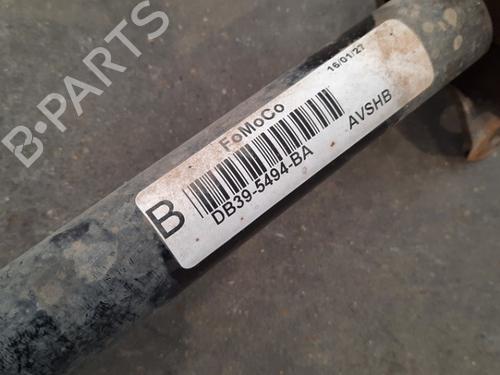 B-PARTS
16/01/27
FoMoCo
AVSHB
B
DB39-5494-BA